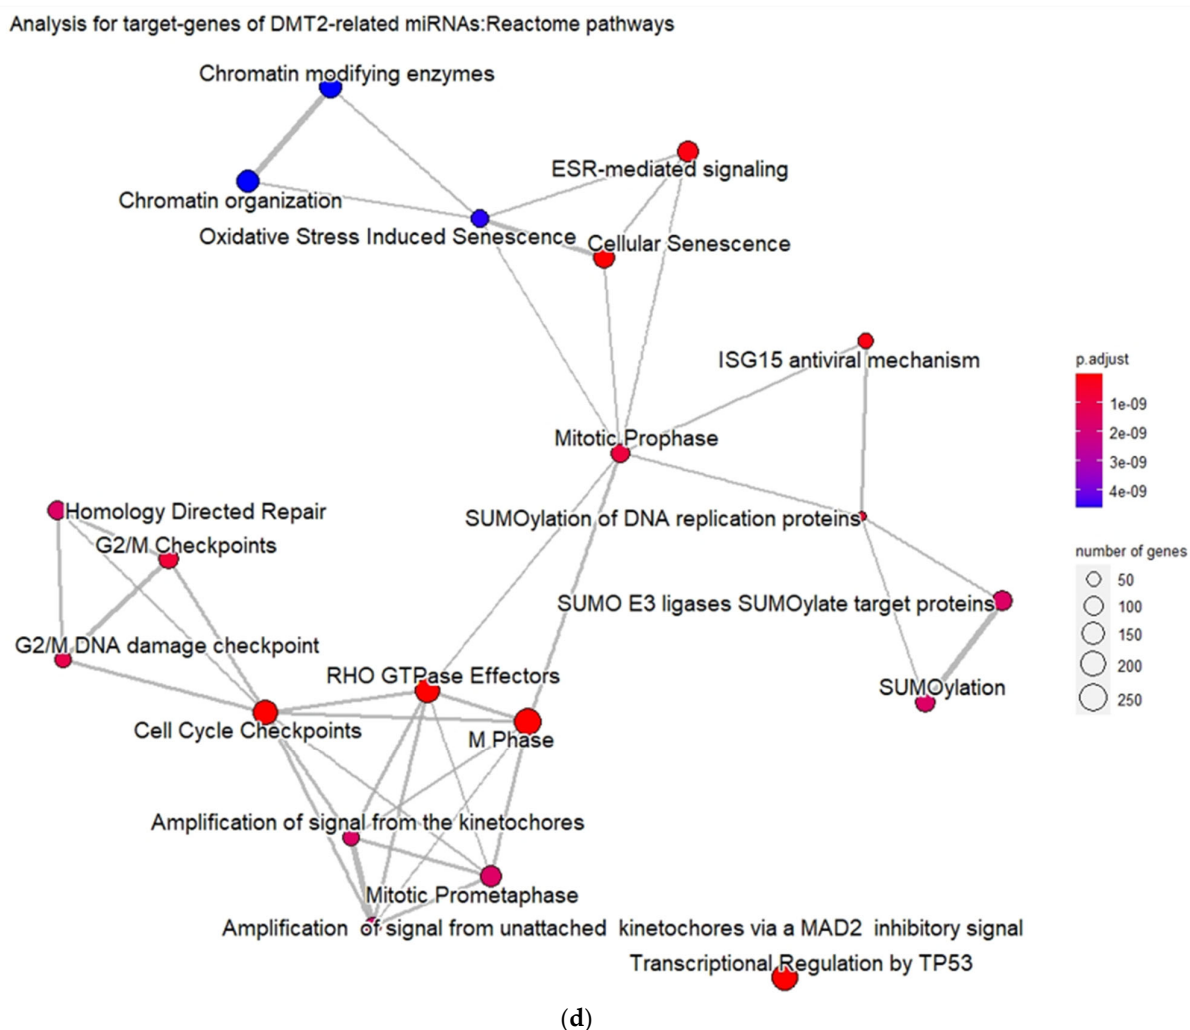 Analysis for target-genes of DMT2-related miRNAs:Reactome pathways
Chromatin modifying enzymes
ESR-mediated signaling
Chromatin organization
Oxidative Stress Induced Senescence
Cellular Senescence
ISG15 antiviral mechanism
p.adjust
1e-09
2e-09
3e-09
4e-09
Mitotic Prophase
Homology Directed Repair
SUMOylation of DNA replication proteins
G2/M Checkpoints
number of genes
50
100
150
200
250
SUMO E3 ligases SUMOylate target proteins
G2/M DNA damage checkpoint
RHO GTPase Effectors
SUMOylation
Cell Cycle Checkpoints
M Phase
Amplification of signal from the kinetochores
Mitotic Prometaphase
Amplification of signal from unattached kinetochores via a MAD2 inhibitory signal
Transcriptional Regulation by TP53
(d)